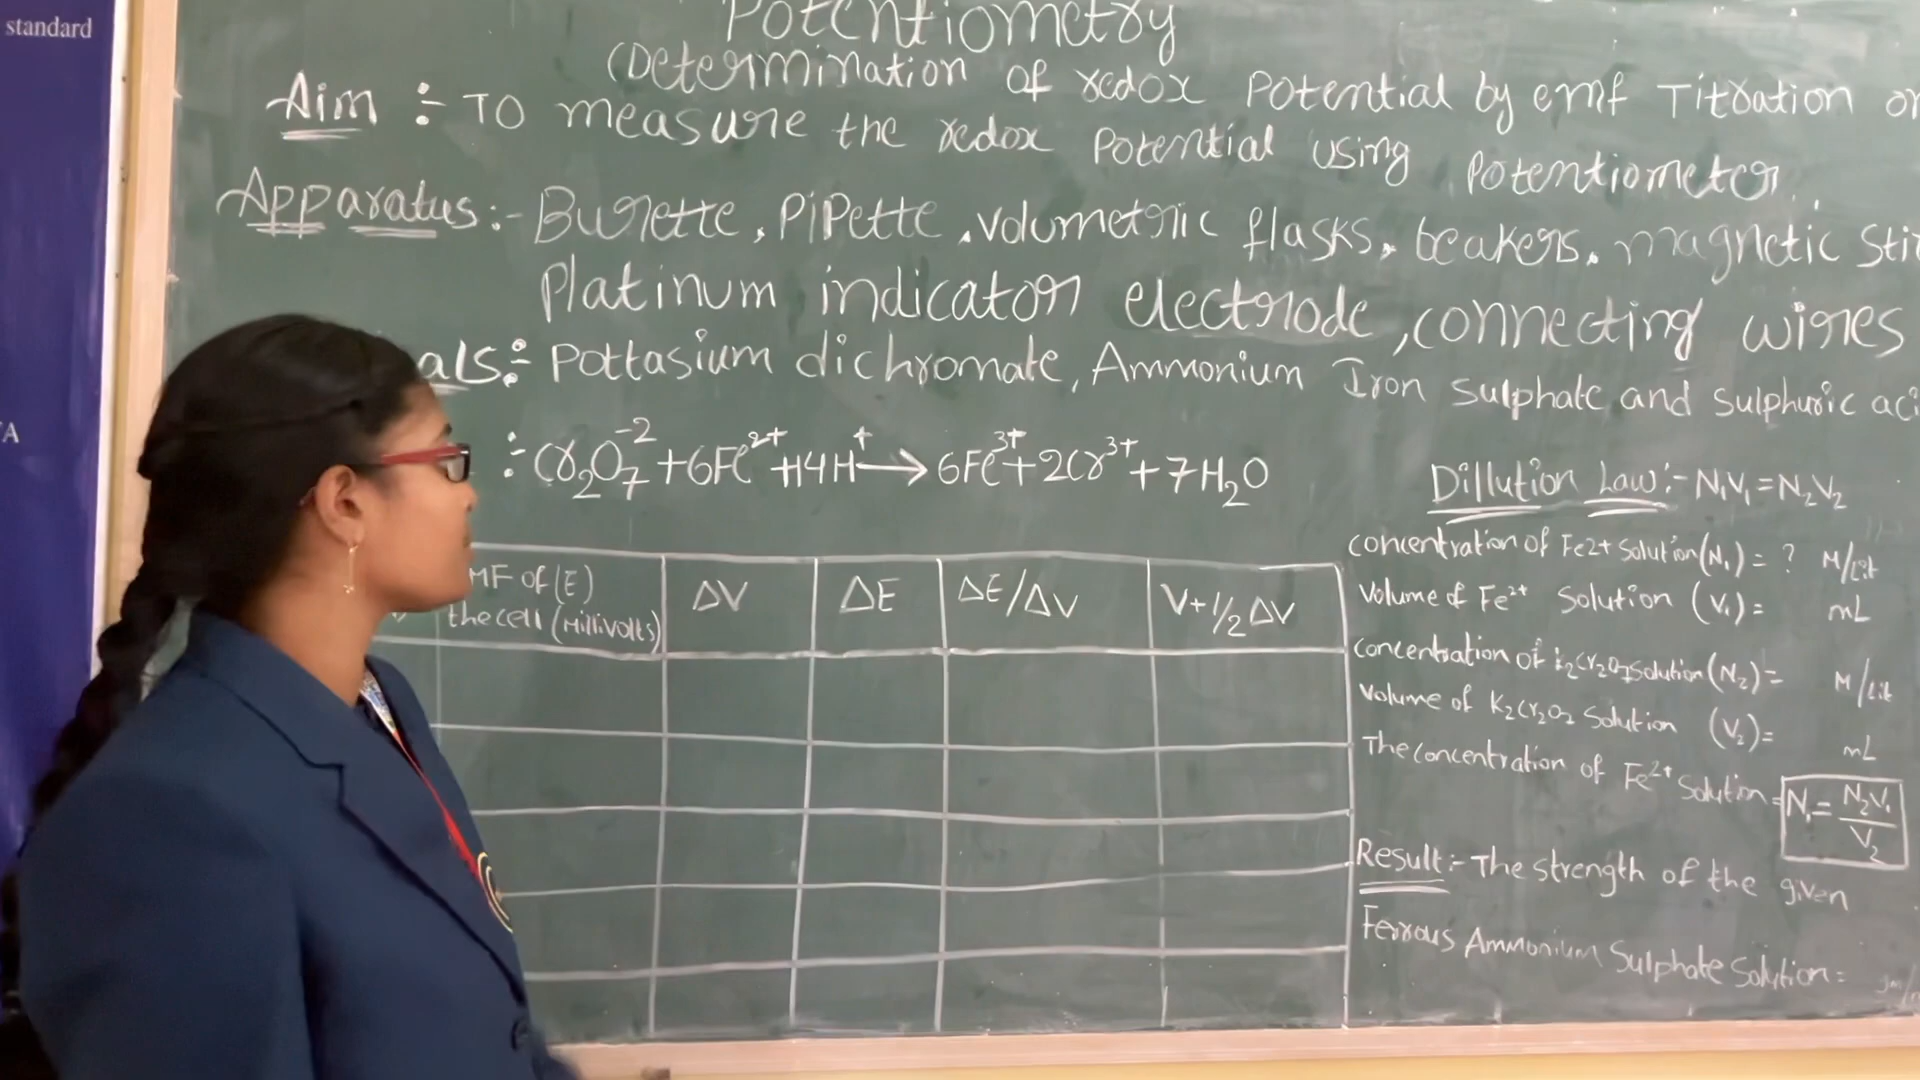 standard
Potentiometry
(Determination of redox Potential by emf Titration or
Aim :- To measure the redox Potential using Potentiometer.
Apparatus :- Burette, Pipette, volumetric flasks, beakers, magnetic sti
Platinum indicator electrode, connecting wires
als :- Pottasium dichromate, Ammonium Iron Sulphate and sulphuric aci
: Cr₂O₇⁻² + 6Fe²⁺ + 14H⁺ → 6Fe³⁺ + 2Cr³⁺ + 7H₂O
MF of (E)
the cell (Millivolts)
ΔV
ΔE
ΔE/ΔV
V+1/2 ΔV
Dillution Law :- N₁V₁ = N₂V₂
concentration of Fe2+ Solution (N₁) = ? M/Lit
Volume of Fe²⁺ Solution (V₁) = mL
concentration of K₂Cr₂O₇ Solution (N₂) = M/Lit
Volume of K₂Cr₂O₂ Solution (V₂) = mL
The concentration of Fe²⁺ Solution = N₁ = N₂V₁/V₂
Result :- The strength of the given
Ferrous Ammonium Sulphate Solution =